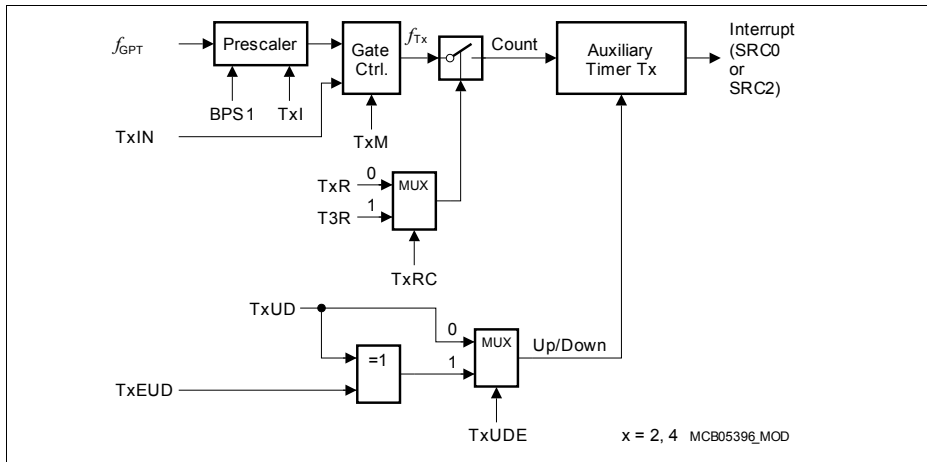 fGPT
Prescaler
BPS1
TxI
TxIN
Gate
Ctrl.
TxM
fTx
Count
Auxiliary
Timer Tx
Interrupt
(SRC0
or
SRC2)
TxR
0
T3R
1
MUX
TxRC
TxUD
TxEUD
=1
0
1
MUX
Up/Down
TxUDE
x = 2, 4 MCB05396_MOD